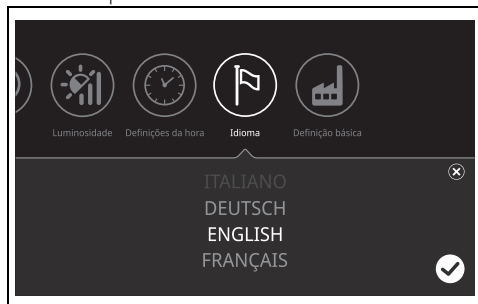 Luminosidade Definições da hora Idioma Definição básica
ITALIANO
DEUTSCH
ENGLISH
FRANÇAIS